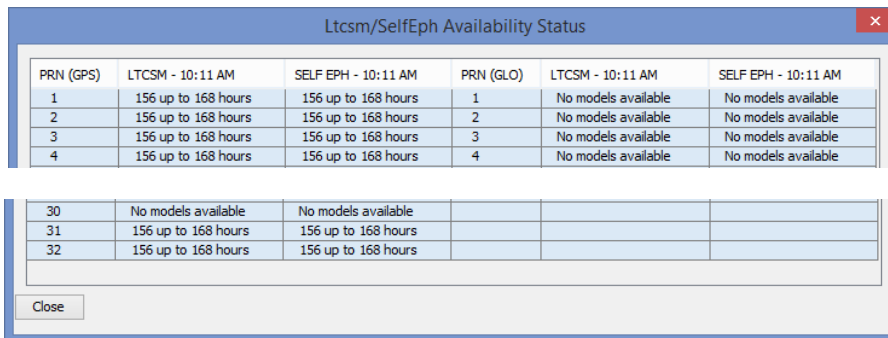 Ltcsm/SelfEph Availability Status
PRN (GPS) LTCSM - 10:11 AM SELF EPH - 10:11 AM PRN (GLO) LTCSM - 10:11 AM SELF EPH - 10:11 AM
1 156 up to 168 hours 156 up to 168 hours 1 No models available No models available
2 156 up to 168 hours 156 up to 168 hours 2 No models available No models available
3 156 up to 168 hours 156 up to 168 hours 3 No models available No models available
4 156 up to 168 hours 156 up to 168 hours 4 No models available No models available
30 No models available No models available
31 156 up to 168 hours 156 up to 168 hours
32 156 up to 168 hours 156 up to 168 hours
Close